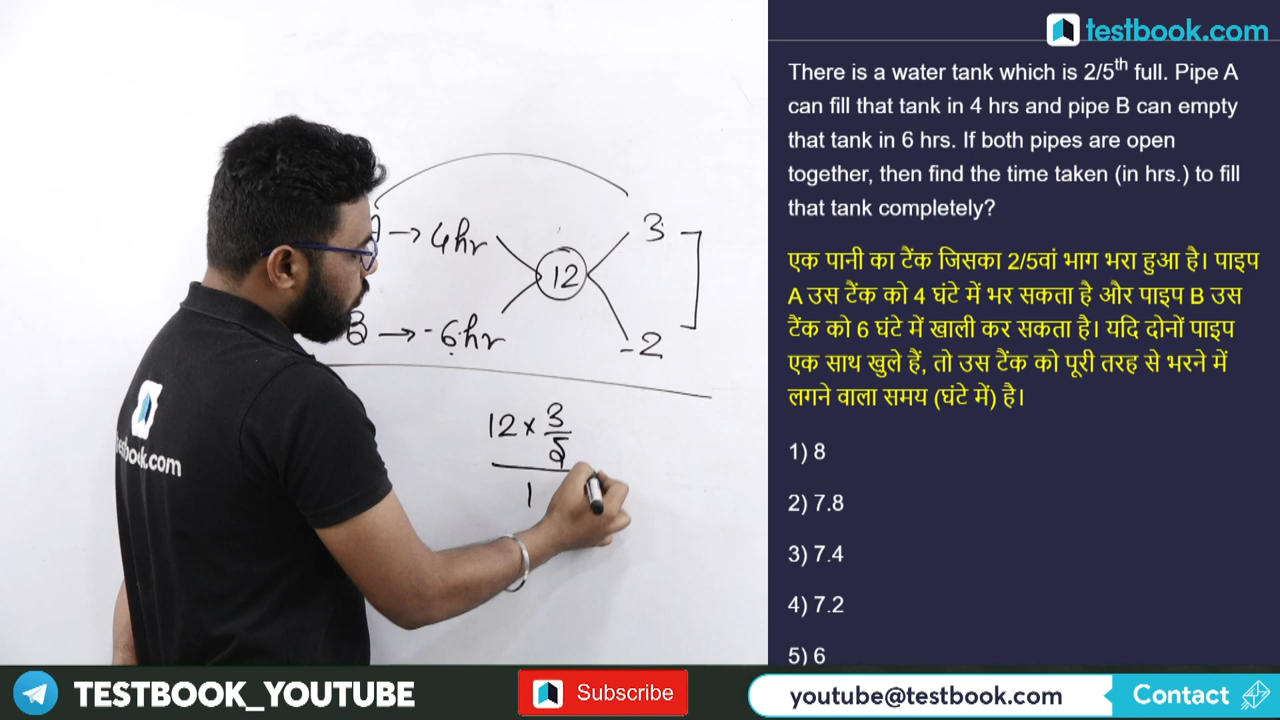 testbook.com
There is a water tank which is 2/5th full. Pipe A
can fill that tank in 4 hrs and pipe B can empty
that tank in 6 hrs. If both pipes are open
together, then find the time taken (in hrs.) to fill
that tank completely?
एक पानी का टैंक जिसका 2/5वां भाग भरा हुआ है। पाइप
A उस टैंक को 4 घंटे में भर सकता है और पाइप B उस
टैंक को 6 घंटे में खाली कर सकता है। यदि दोनों पाइप
एक साथ खुले हैं, तो उस टैंक को पूरी तरह से भरने में
लगने वाला समय (घंटे में) है।
1) 8
2) 7.8
3) 7.4
4) 7.2
5) 6
→ 4hr
12
3
B → -6hr
-2
12 × 3/5
1
testbook.com
TESTBOOK_YOUTUBE
Subscribe
youtube@testbook.com
Contact